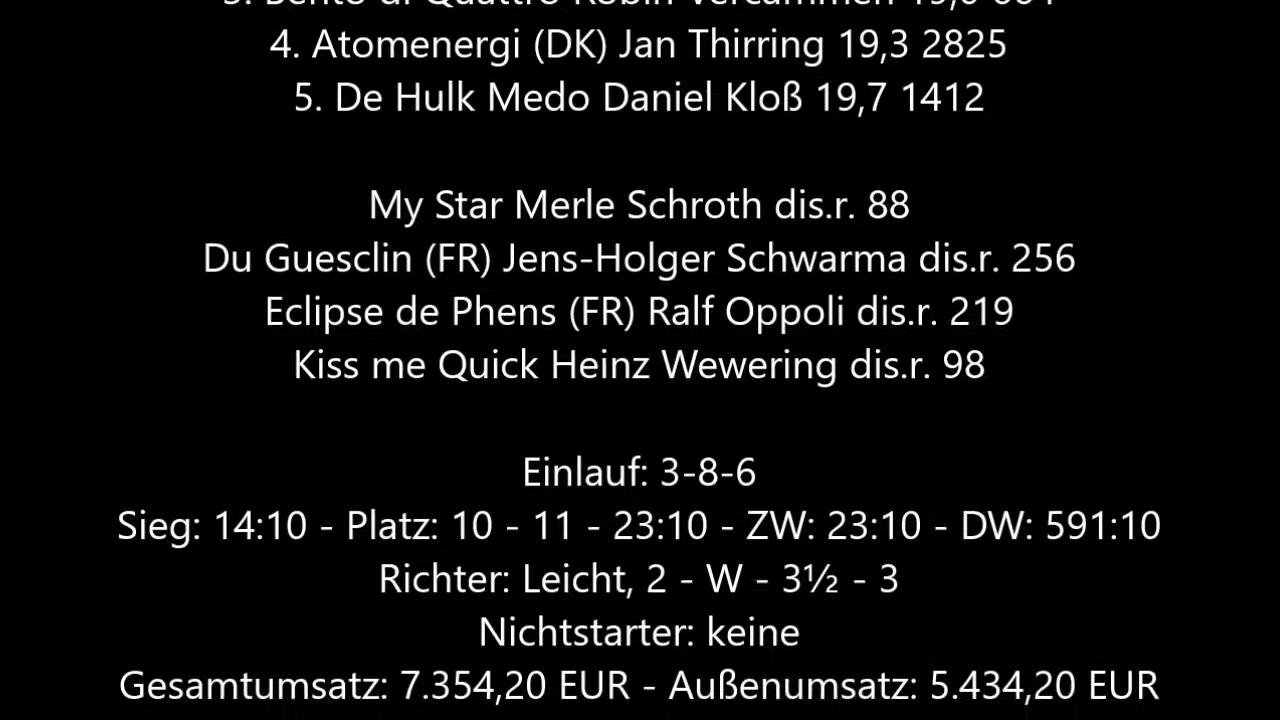 4. Atomenergi (DK) Jan Thirring 19,3 2825
5. De Hulk Medo Daniel Kloß 19,7 1412
My Star Merle Schroth dis.r. 88
Du Guesclin (FR) Jens-Holger Schwarma dis.r. 256
Eclipse de Phens (FR) Ralf Oppoli dis.r. 219
Kiss me Quick Heinz Wewering dis.r. 98
Einlauf: 3-8-6
Sieg: 14:10 - Platz: 10 - 11 - 23:10 - ZW: 23:10 - DW: 591:10
Richter: Leicht, 2 - W - 3½ - 3
Nichtstarter: keine
Gesamtumsatz: 7.354,20 EUR - Außenumsatz: 5.434,20 EUR